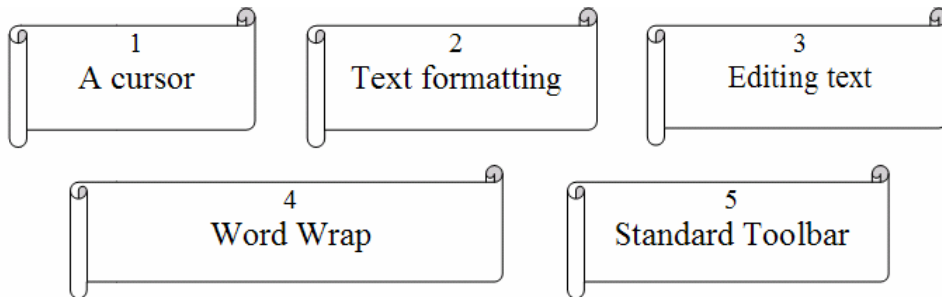 1
A cursor
2
Text formatting
3
Editing text
4
Word Wrap
5
Standard Toolbar